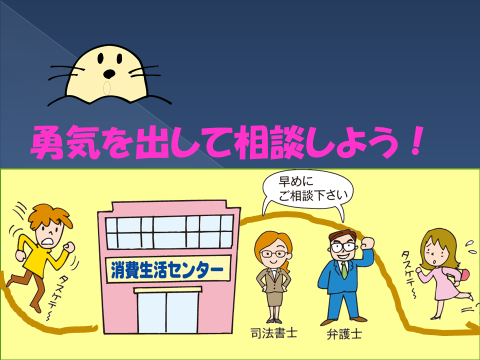 勇気を出して相談しよう！
早めに
ご相談下さい
消費生活センター
タスケテ〜
タスケテ〜
司法書士
弁護士